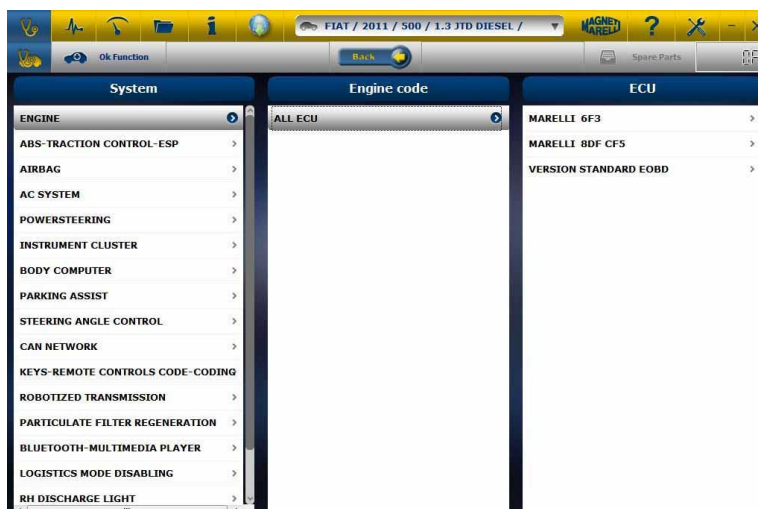 FIAT / 2011 / 500 / 1.3 JTD DIESEL /
MAGNETI
MARELLI
?
Ok Function
Back
Spare Parts
System
ENGINE
ABS-TRACTION CONTROL-ESP
AIRBAG
AC SYSTEM
POWERSTEERING
INSTRUMENT CLUSTER
BODY COMPUTER
PARKING ASSIST
STEERING ANGLE CONTROL
CAN NETWORK
KEYS-REMOTE CONTROLS CODE-CODING
ROBOTIZED TRANSMISSION
PARTICULATE FILTER REGENERATION
BLUETOOTH-MULTIMEDIA PLAYER
LOGISTICS MODE DISABLING
RH DISCHARGE LIGHT
Engine code
ALL ECU
ECU
MARELLI 6F3
MARELLI 8DF CF5
VERSION STANDARD EOBD